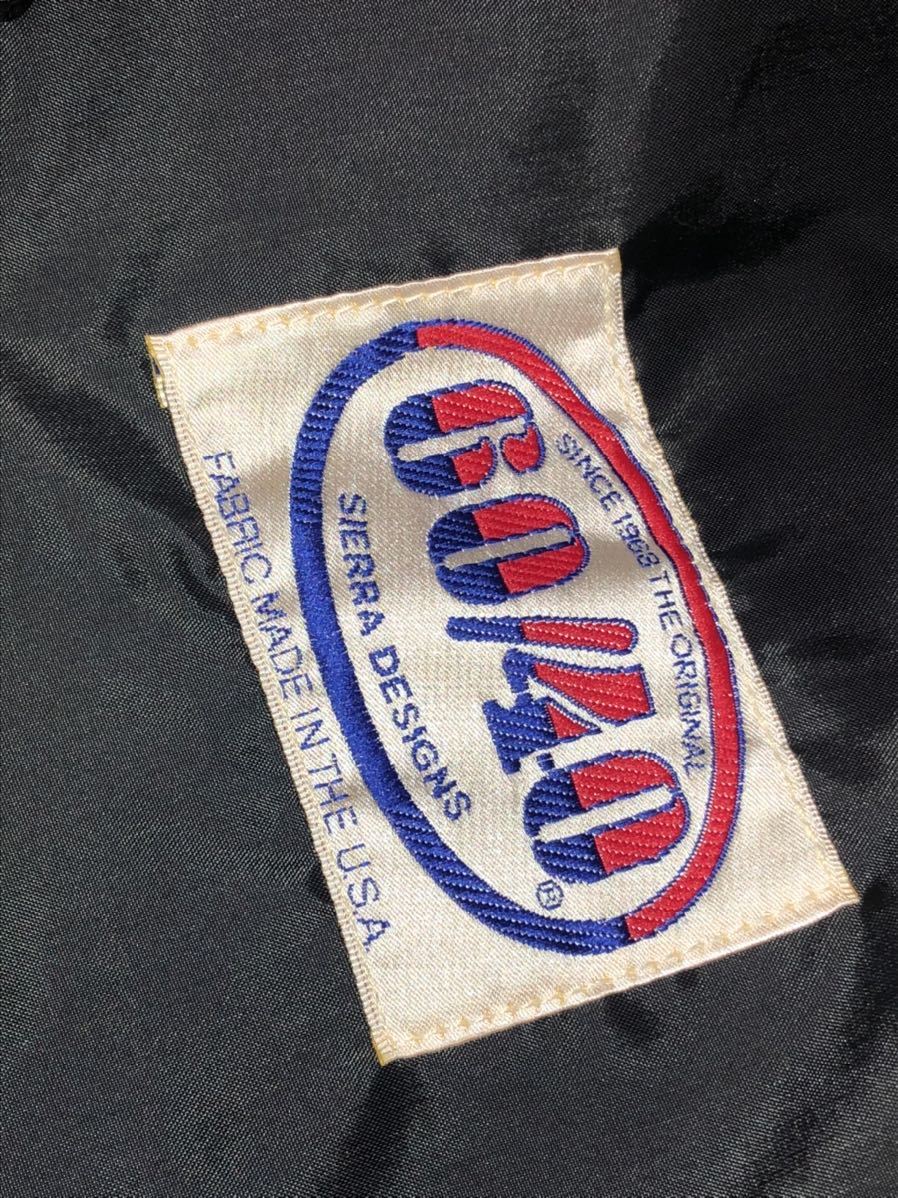 SINCE 1968 THE ORIGINAL
60/40
®
SIERRA DESIGNS
FABRIC MADE IN THE U.S.A